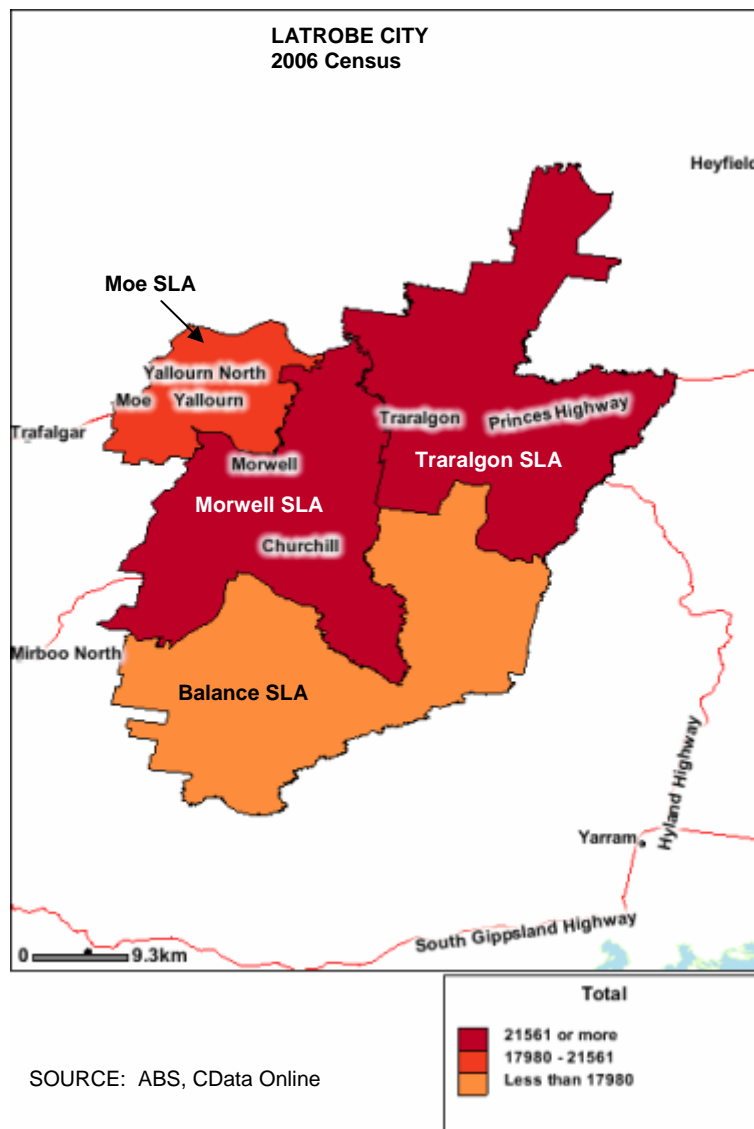 LATROBE CITY
2006 Census
Heyfield
Moe SLA
Yallourn North
Moe
Yallourn
Traralgon
Princes Highway
Trafalgar
Morwell
Traralgon SLA
Morwell SLA
Churchill
Mirboo North
Balance SLA
Hyland Highway
Yarram
South Gippsland Highway
0
9.3km
Total
21561 or more
17980 - 21561
Less than 17980
SOURCE: ABS, CData Online